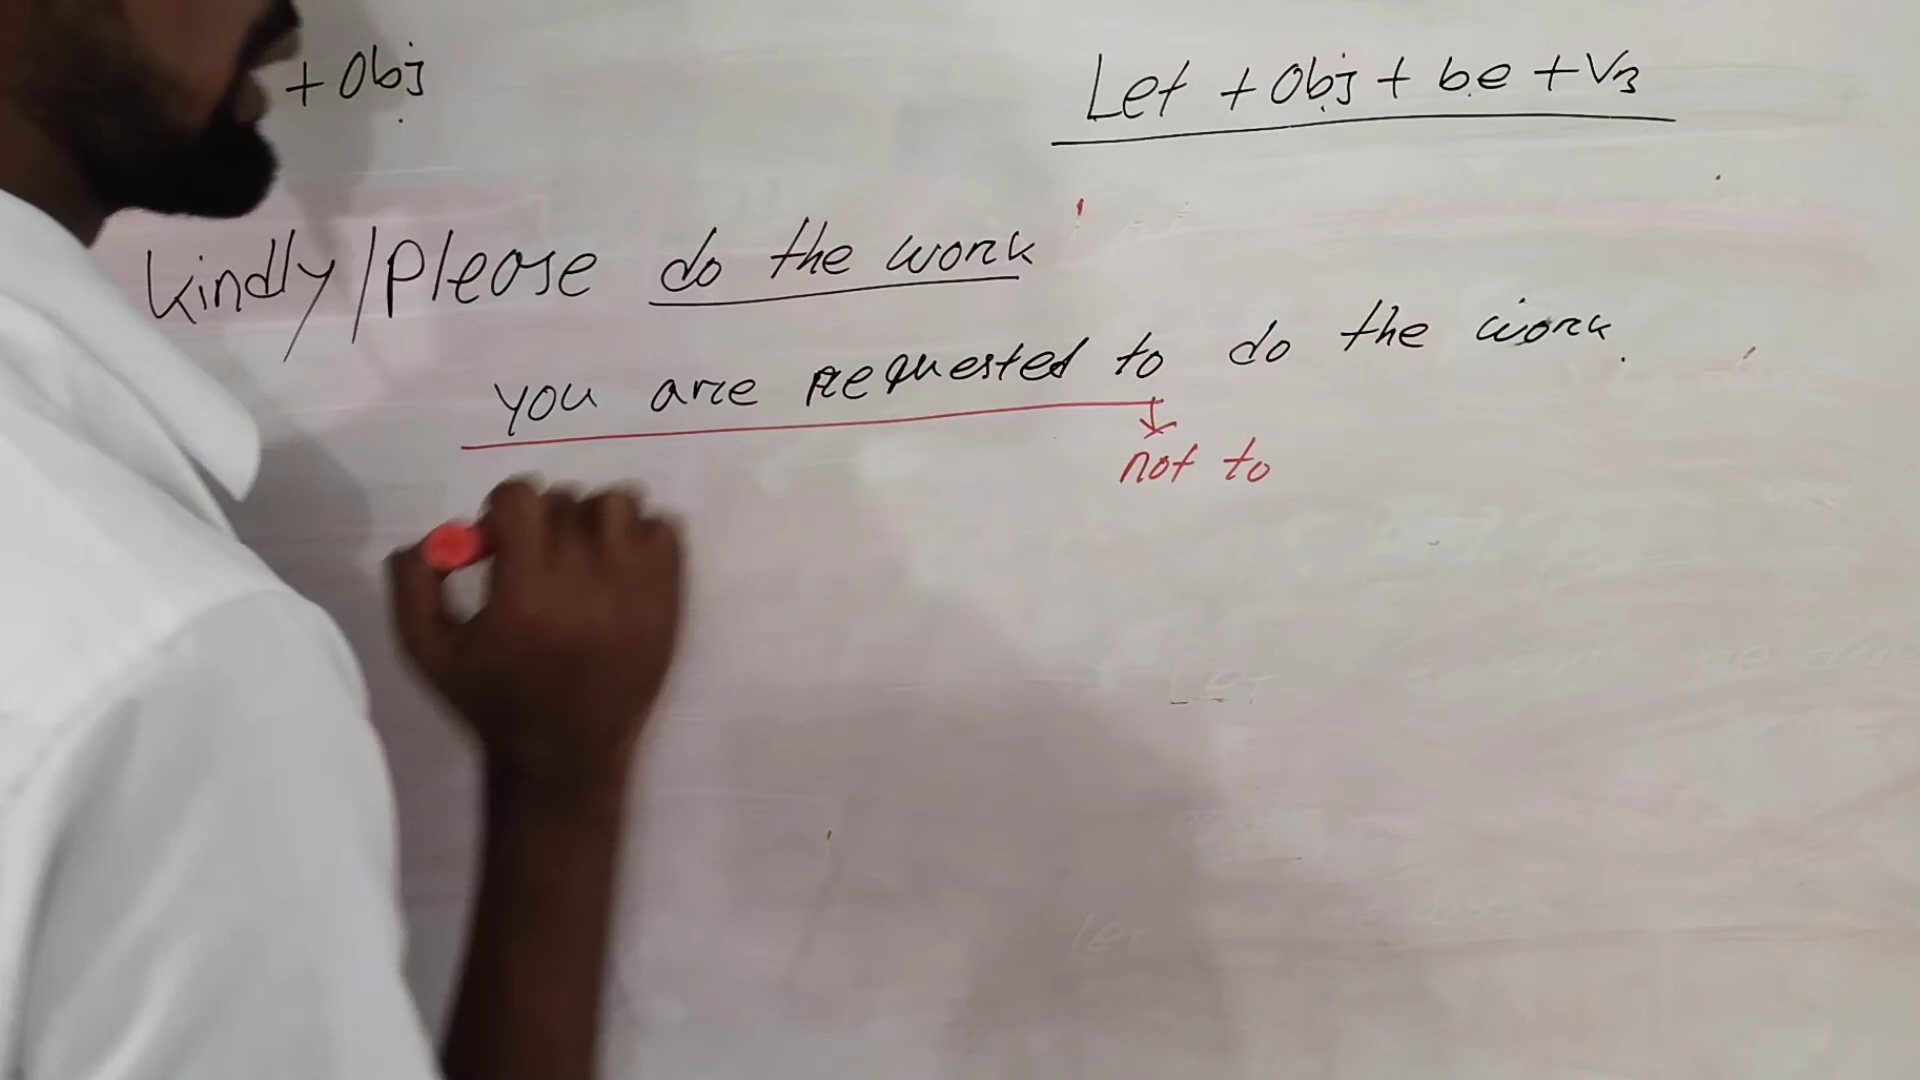 + Obj
Let + Obj + be + V3
Kindly/Please do the work
You are requested to do the work.
not to
Let